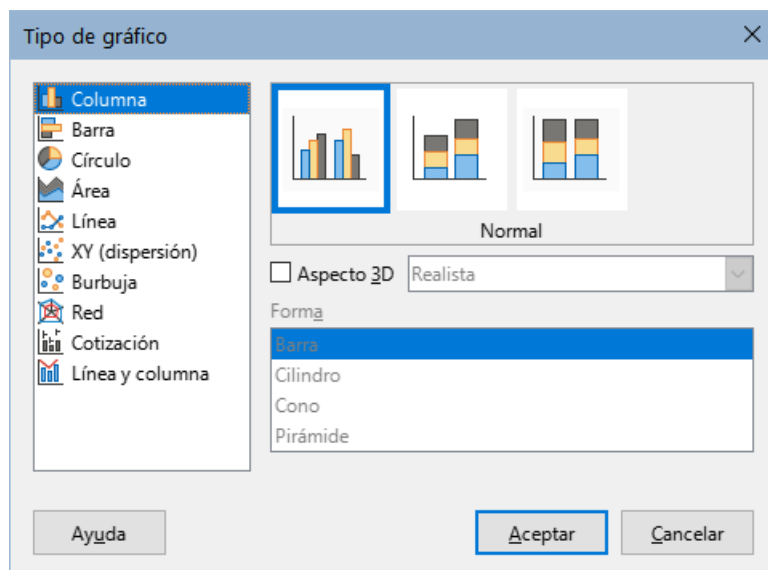 Tipo de gráfico
Columna
Barra
Círculo
Área
Línea
XY (dispersión)
Burbuja
Red
Cotización
Línea y columna
Normal
Aspecto 3D
Realista
Forma
Barra
Cilindro
Cono
Pirámide
Ayuda
Aceptar
Cancelar